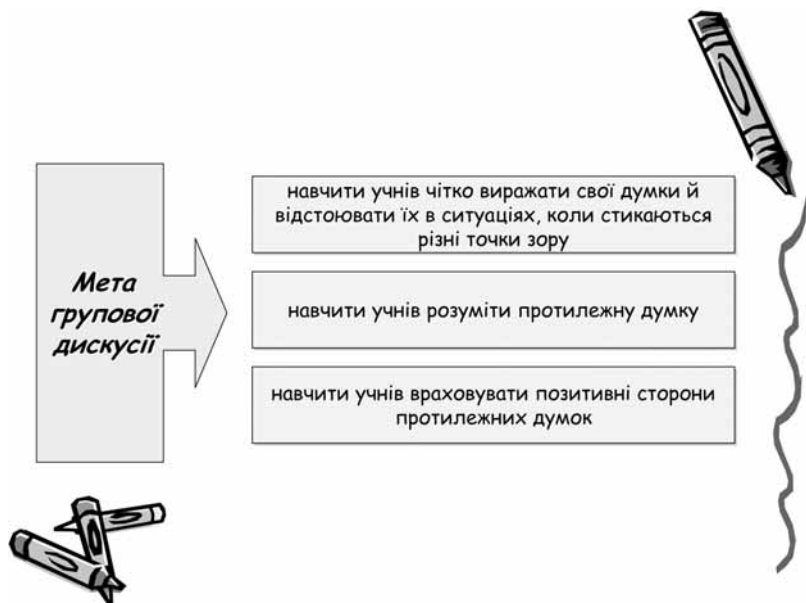 Мета
групової
дискусії
навчити учнів чітко виражати свої думки й
відстоювати їх в ситуаціях, коли стикаються
різні точки зору
навчити учнів розуміти протилежну думку
навчити учнів враховувати позитивні сторони
протилежних думок